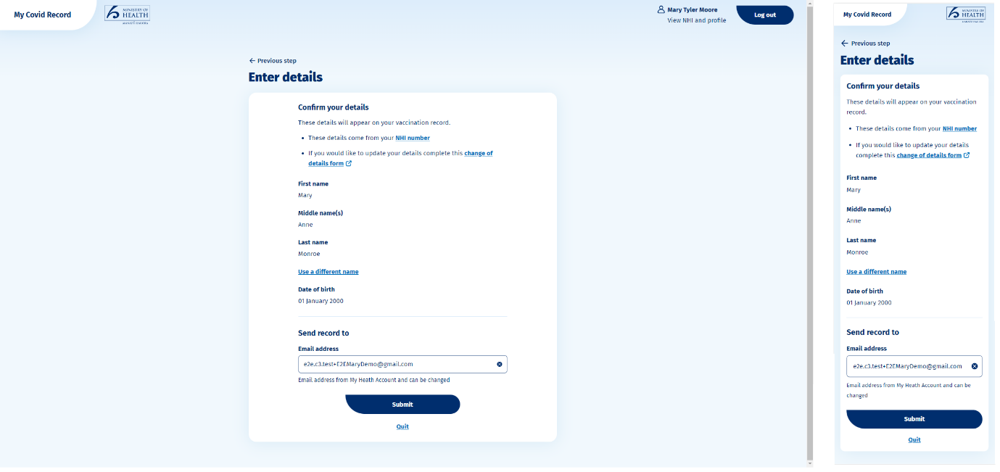 My Covid Record
MINISTRY OF
HEALTH
MANATŪ HAUORA
Mary Tyler Moore
View NHI and profile
Log out
Previous step
Enter details
Confirm your details
These details will appear on your vaccination record.
• These details come from your NHI number
• If you would like to update your details complete this change of
details form
First name
Mary
Middle name(s)
Anne
Last name
Monroe
Use a different name
Date of birth
01 January 2000
Send record to
Email address
e2e.c3.test+E2EMaryDemo@gmail.com
Email address from My Heath Account and can be changed
Submit
Quit
My Covid Record
MINISTRY OF
HEALTH
MANATŪ HAUORA
Previous step
Enter details
Confirm your details
These details will appear on your vaccination
record.
• These details come from your NHI number
• If you would like to update your details
complete this change of details form
First name
Mary
Middle name(s)
Anne
Last name
Monroe
Use a different name
Date of birth
01 January 2000
Send record to
Email address
e2e.c3.test+E2EMaryDemo@gmail.com
Email address from My Heath Account and can be
changed
Submit
Quit